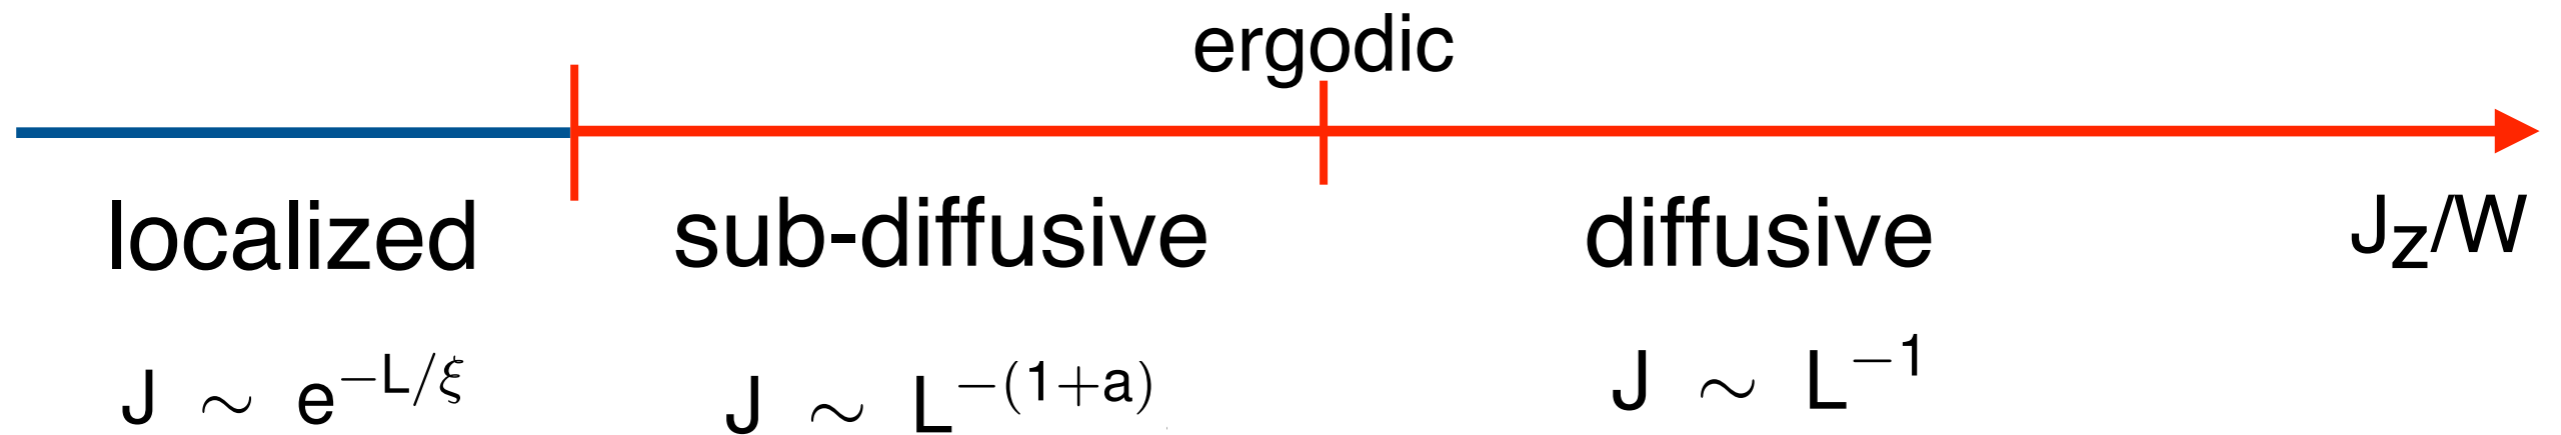 ergodic
localized sub-diffusive diffusive J_Z/W
J ∼ e^{−L/ξ} J ∼ L^{−(1+a)} J ∼ L^{−1}